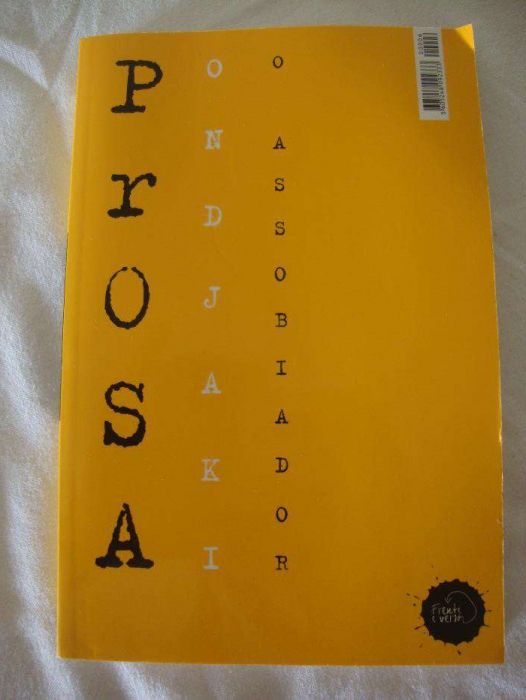 PrOSA
ONDJAKI
O ASSOBIADOR
Frente
e verso